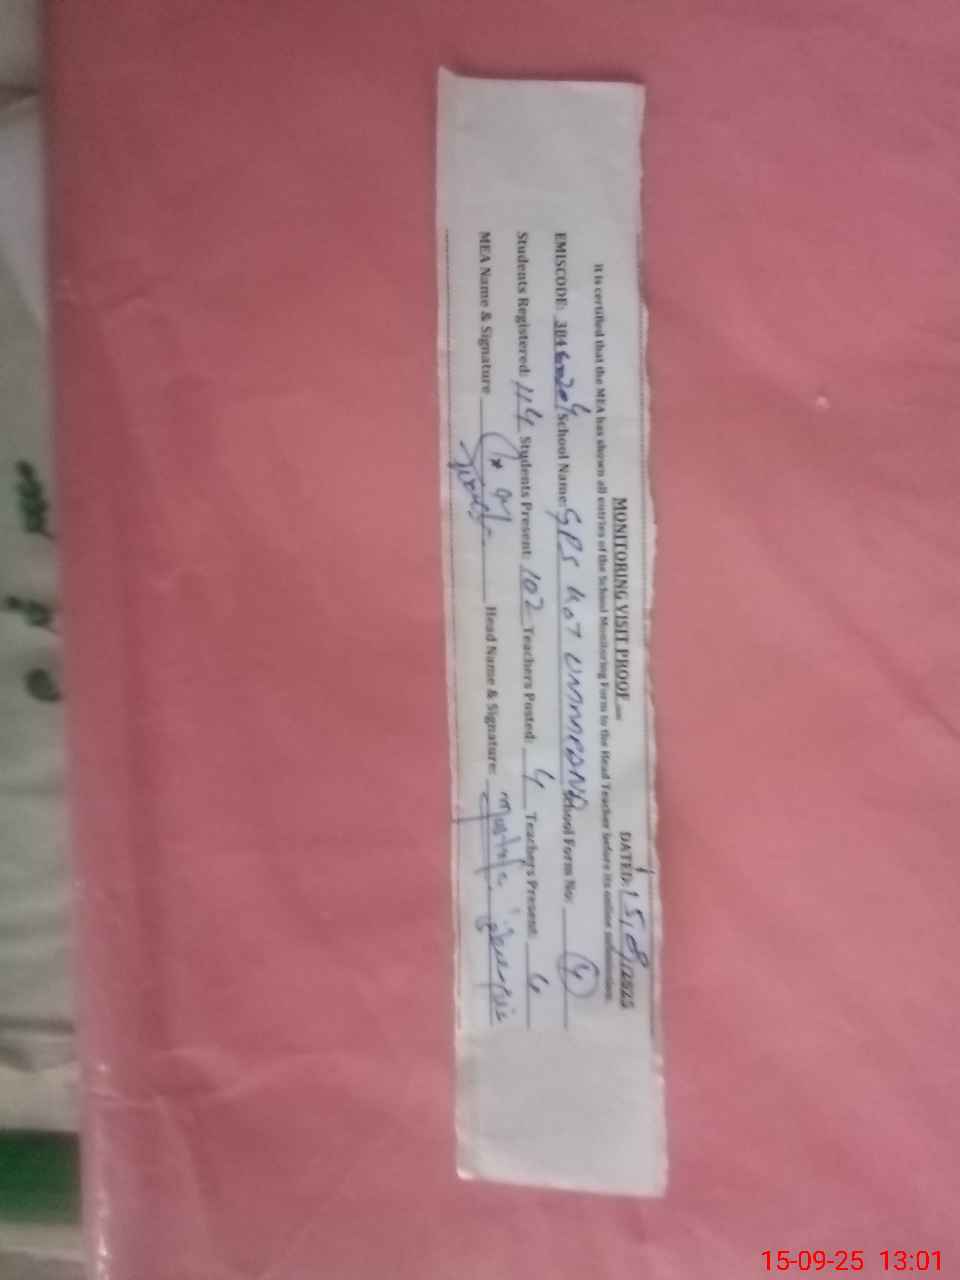 MONITORING VISIT PROOF
DATED: 15/09/2025
It is certified that the MEA has shown all entries of the School Monitoring Form to the Head Teacher before its online submission.
EMISCODE: School Name: GPS KOT UMMRANA School Form No: 4
Students Registered: 114 Students Present: 102 Teachers Posted: 4 Teachers Present: 4
MEA Name & Signature Head Name & Signature:
15-09-25 13:01